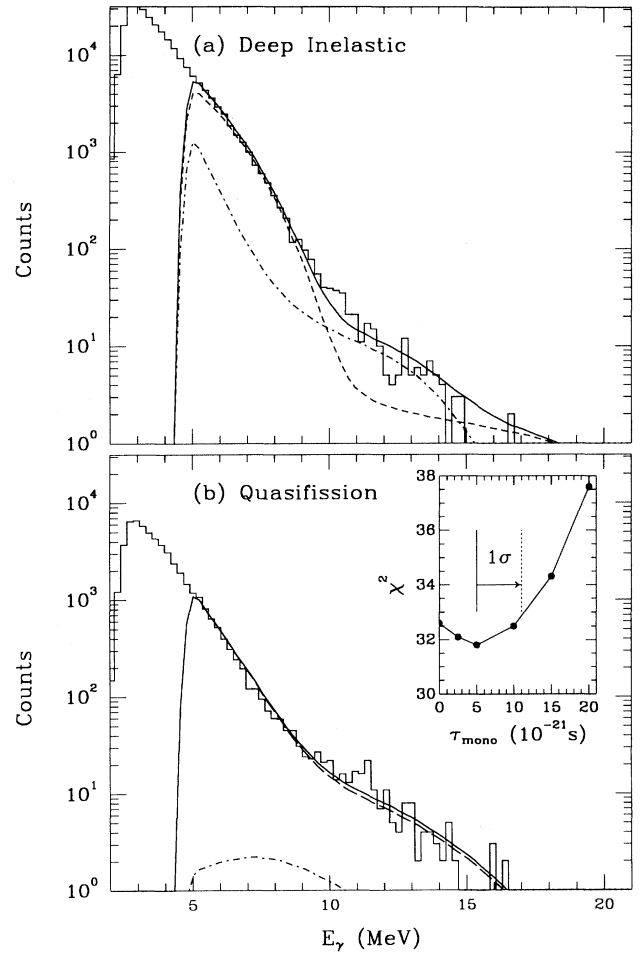 10^4
(a) Deep Inelastic
10^3
Counts
10^2
10^1
10^0
10^4
(b) Quasifission
38
36
1σ
χ^2
34
32
30
0 5 10 15 20
τ_mono (10^-21 s)
10^3
Counts
10^2
10^1
10^0
5 10 15 20
E_γ (MeV)